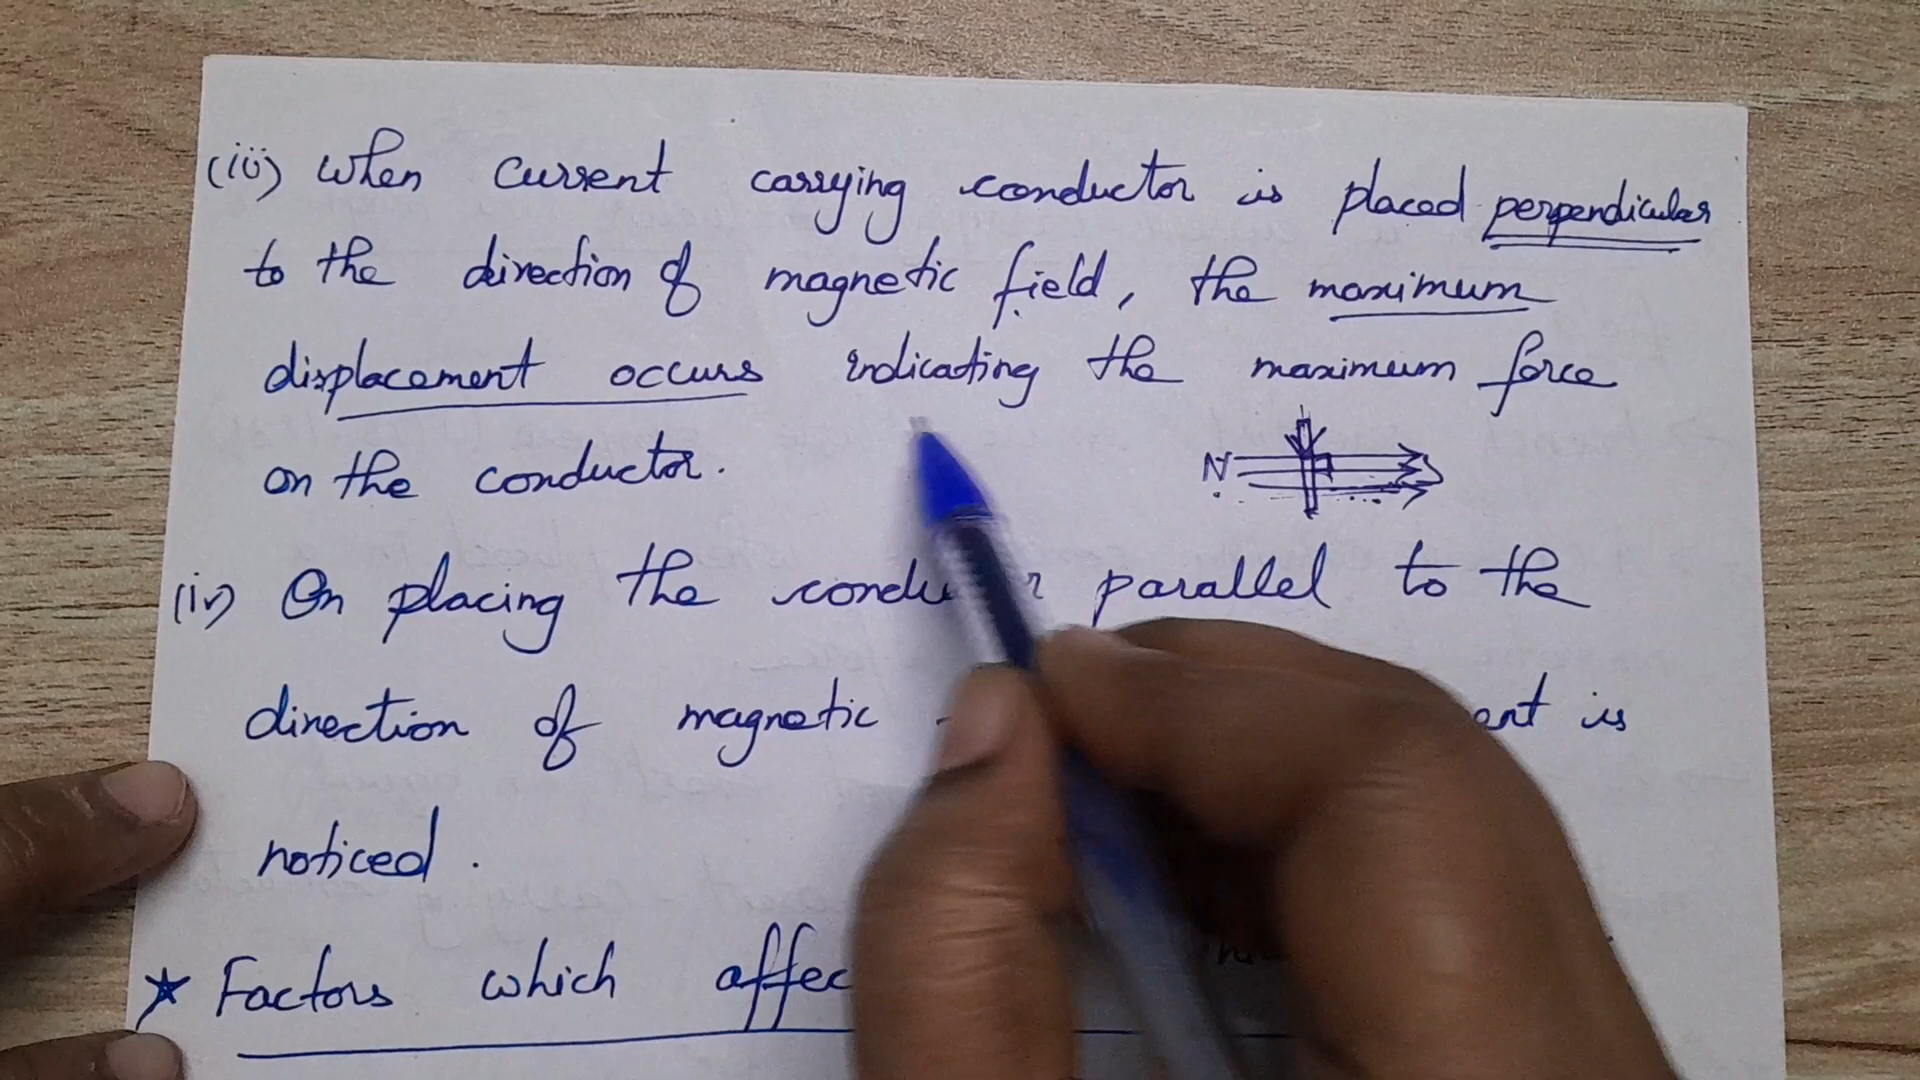 (iii) When current carrying conductor is placed perpendicular
to the direction of magnetic field, the maximum
displacement occurs indicating the maximum force
on the conductor.
N S
(iv) On placing the parallel to the
direction of magnetic is
noticed.
★ Factors which